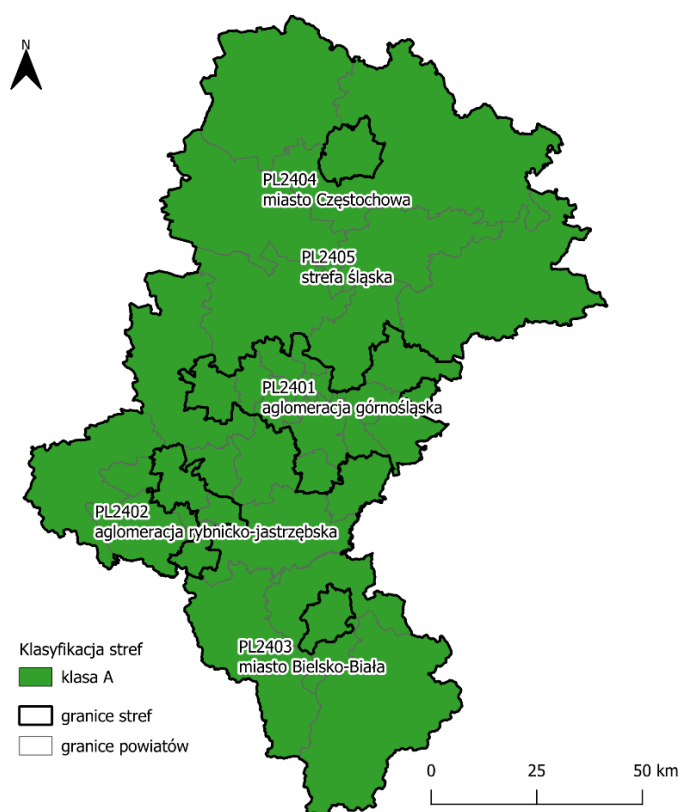 N
PL2404
miasto Częstochowa
PL2405
strefa śląska
PL2401
aglomeracja górnośląska
PL2402
aglomeracja rybnicko-jastrzębska
PL2403
miasto Bielsko-Biała
Klasyfikacja stref
klasa A
granice stref
granice powiatów
0 25 50 km